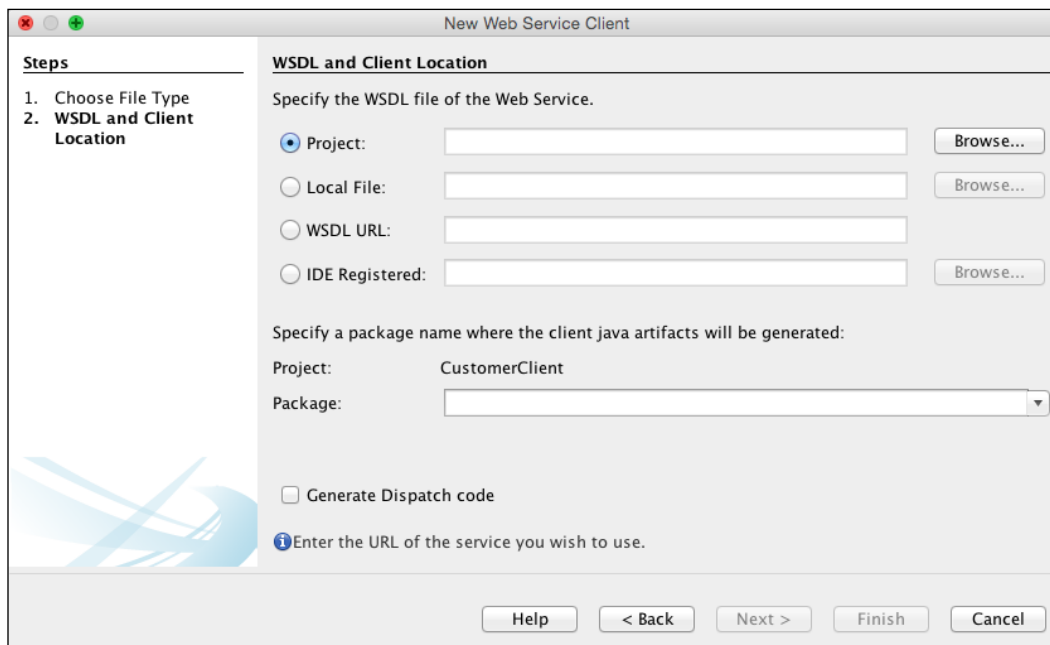 New Web Service Client
Steps
1. Choose File Type
2. WSDL and Client
Location
WSDL and Client Location
Specify the WSDL file of the Web Service.
Project: Browse...
Local File: Browse...
WSDL URL:
IDE Registered: Browse...
Specify a package name where the client java artifacts will be generated:
Project: CustomerClient
Package:
Generate Dispatch code
Enter the URL of the service you wish to use.
Help < Back Next > Finish Cancel